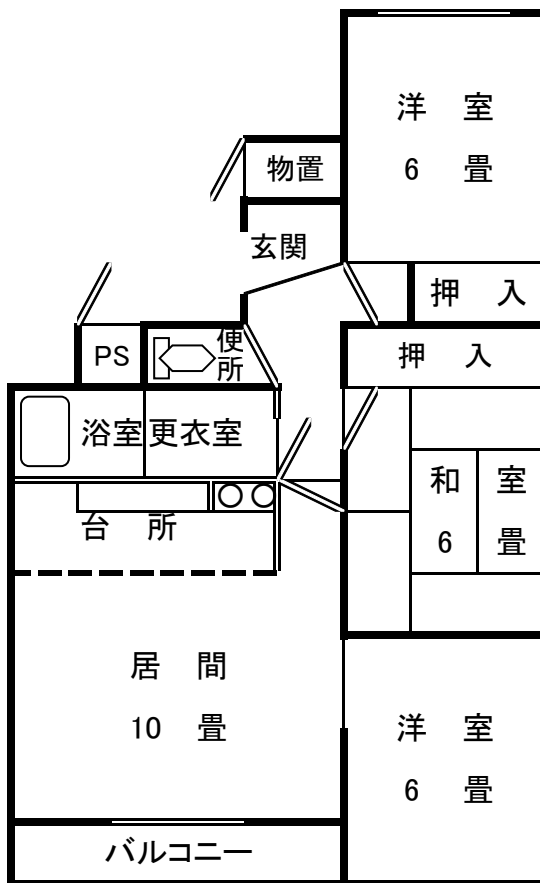 洋 室
6 畳
物置
玄関
押 入
PS
便所
押 入
浴室
更衣室
和 室
6 畳
台 所
居 間
10 畳
洋 室
6 畳
バルコニー